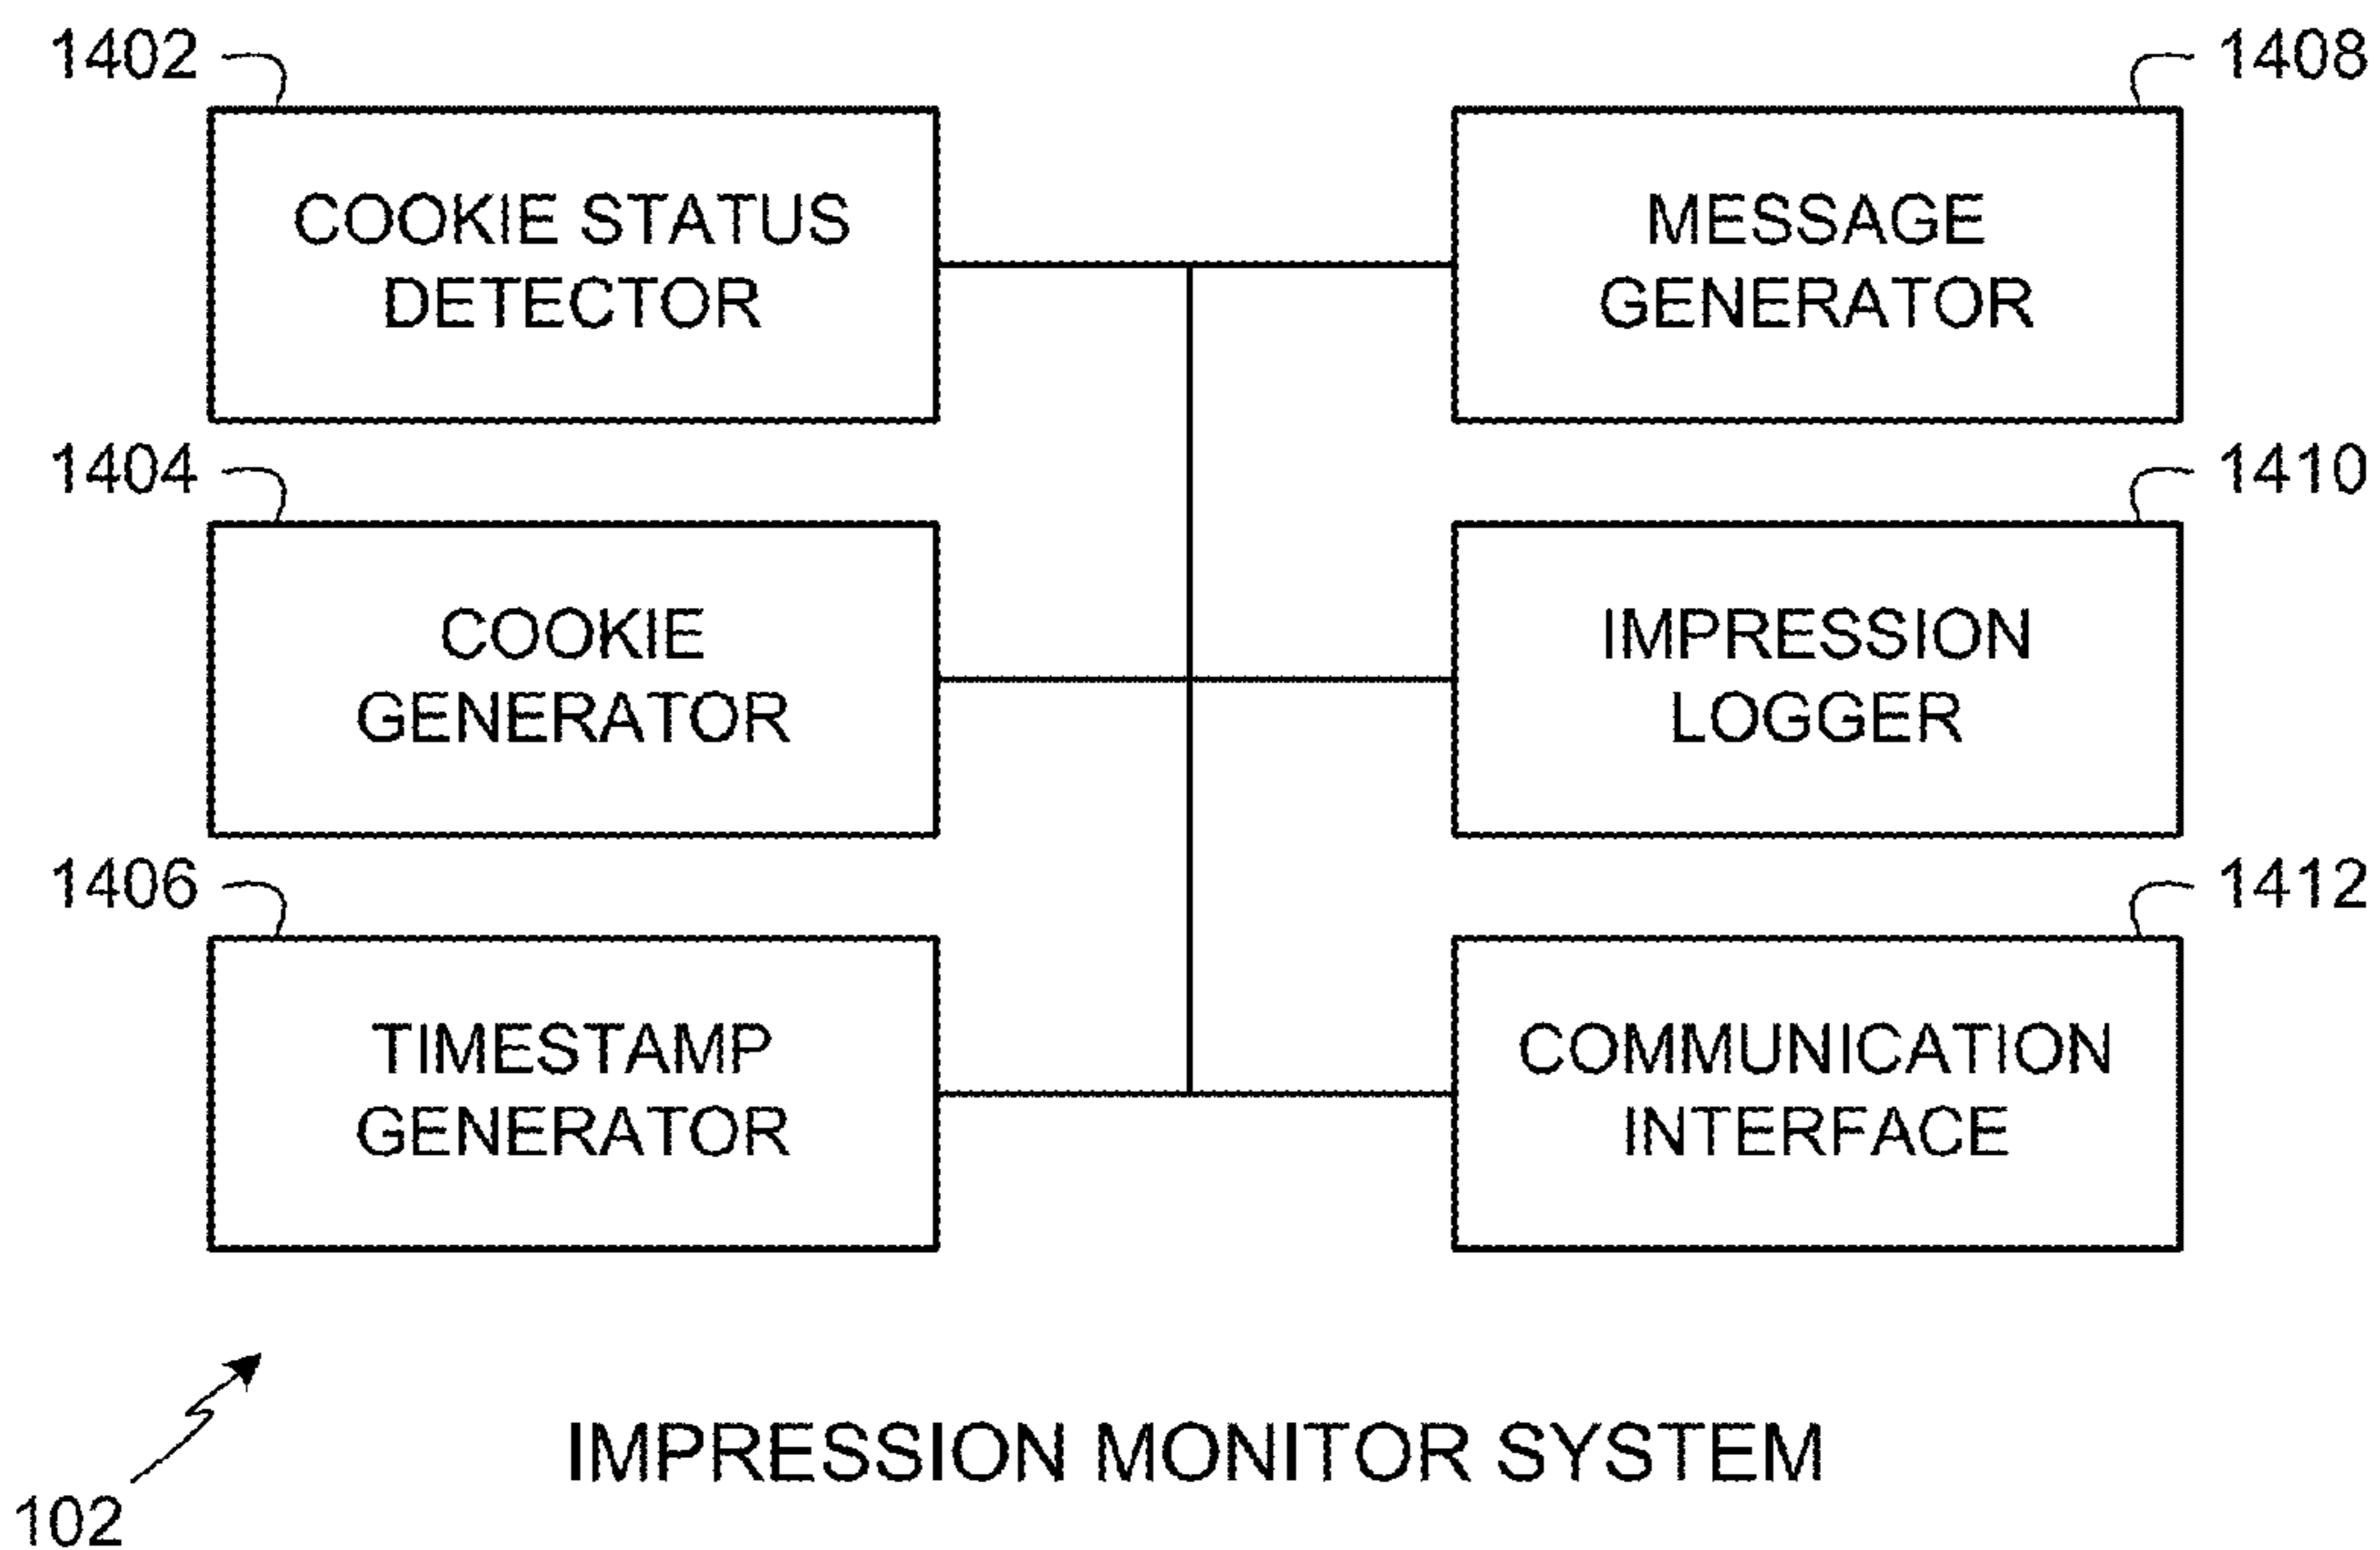 1402
COOKIE STATUS
DETECTOR
1408
MESSAGE
GENERATOR
1404
COOKIE
GENERATOR
1410
IMPRESSION
LOGGER
1406
TIMESTAMP
GENERATOR
1412
COMMUNICATION
INTERFACE
102
IMPRESSION MONITOR SYSTEM